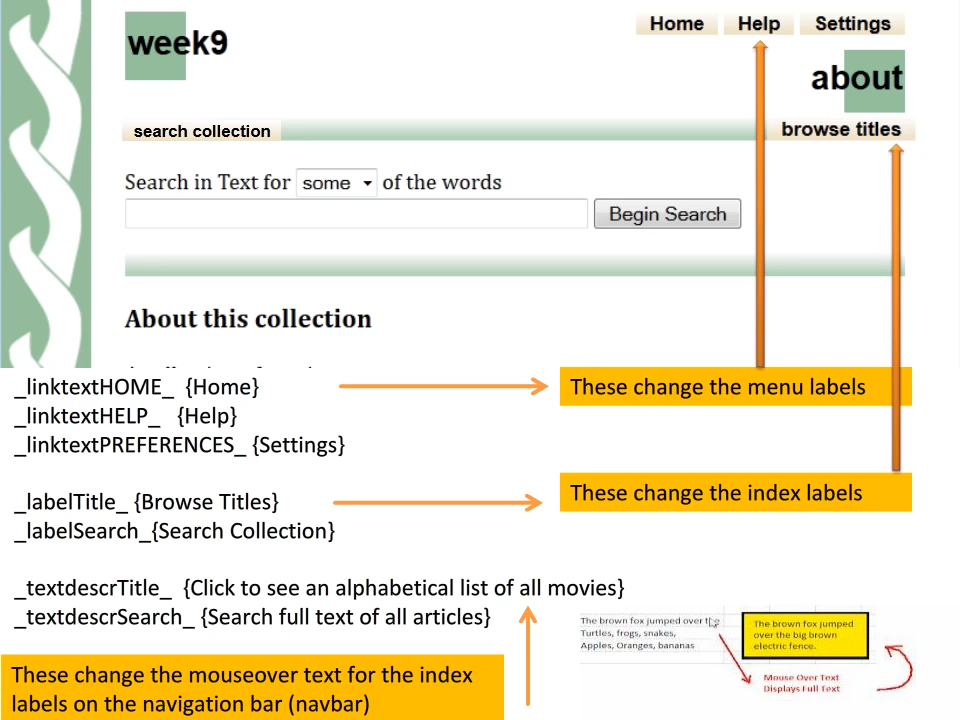 week9
Home Help Settings
about
search collection
browse titles
Search in Text for some of the words
Begin Search
About this collection
_linktextHOME_ {Home}
These change the menu labels
_linktextHELP_ {Help}
_linktextPREFERENCES_ {Settings}
_labelTitle_ {Browse Titles}
These change the index labels
_labelSearch_{Search Collection}
_textdescrTitle_ {Click to see an alphabetical list of all movies}
_textdescrSearch_ {Search full text of all articles}
These change the mouseover text for the index
labels on the navigation bar (navbar)
The brown fox jumped over the
Turtles, frogs, snakes,
Apples, Oranges, bananas
The brown fox jumped
over the big brown
electric fence.
Mouse Over Text
Displays Full Text